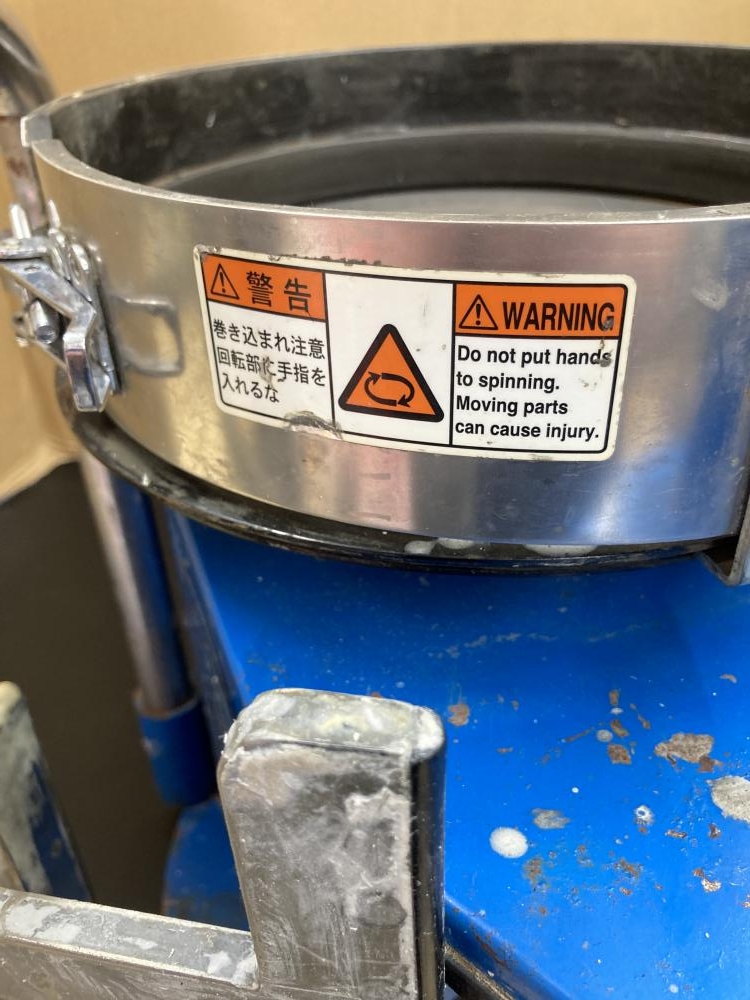 警告
巻き込まれ注意
回転部に手指を
入れるな
WARNING
Do not put hands
to spinning.
Moving parts
can cause injury.